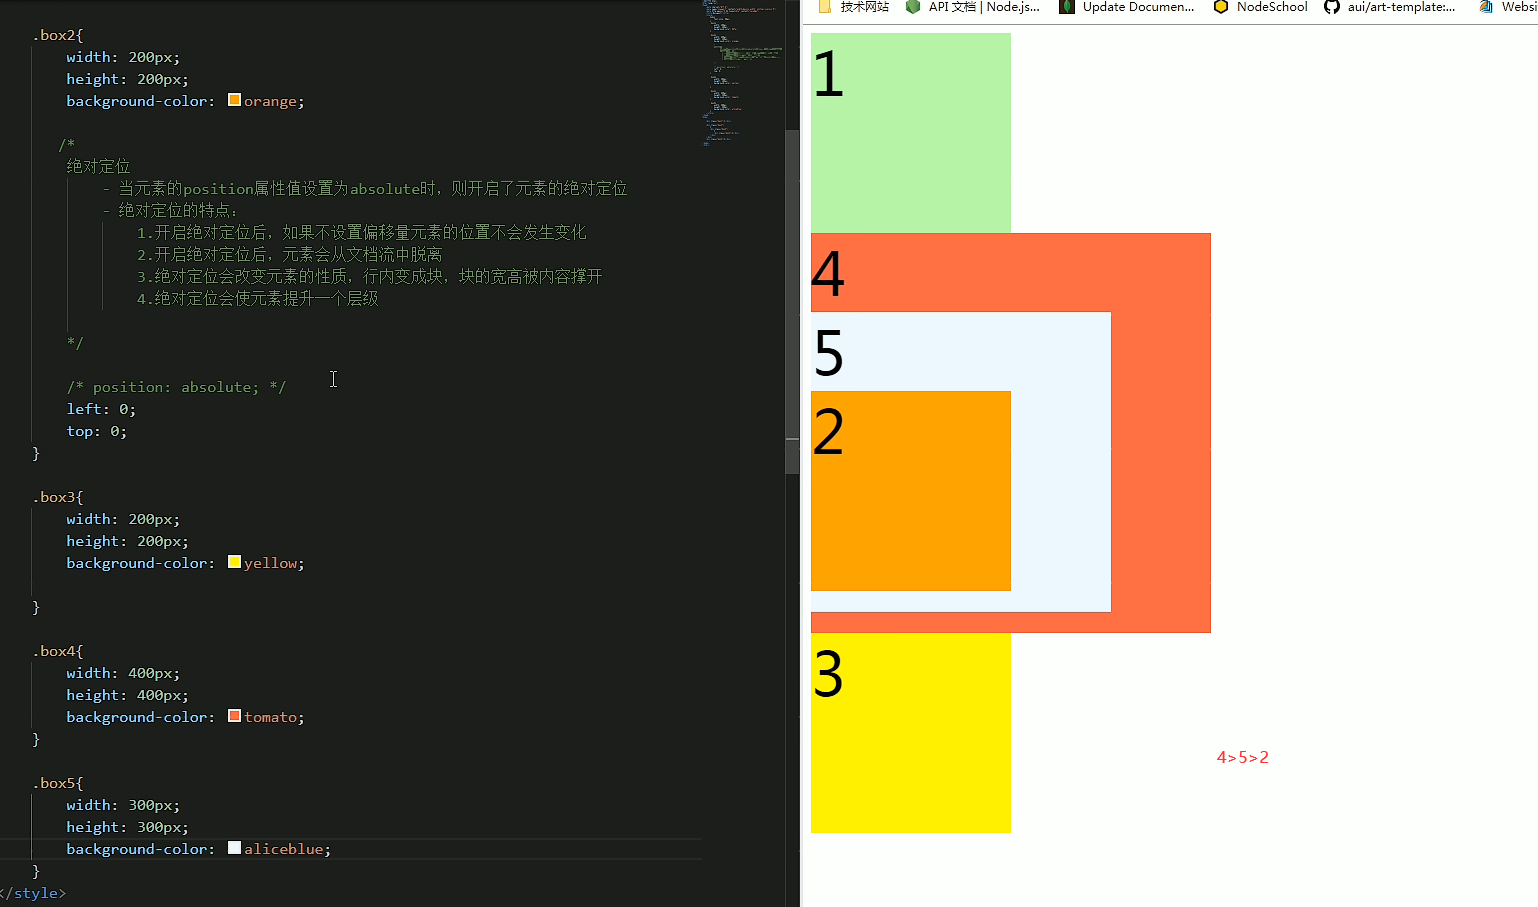 .box2{
width: 200px;
height: 200px;
background-color: orange;
/*
绝对定位
- 当元素的position属性值设置为absolute时，则开启了元素的绝对定位
- 绝对定位的特点：
1.开启绝对定位后，如果不设置偏移量元素的位置不会发生变化
2.开启绝对定位后，元素会从文档流中脱离
3.绝对定位会改变元素的性质，行内变成块，块的宽高被内容撑开
4.绝对定位会使元素提升一个层级
*/
/* position: absolute; */
left: 0;
top: 0;
}
.box3{
width: 200px;
height: 200px;
background-color: yellow;
}
.box4{
width: 400px;
height: 400px;
background-color: tomato;
}
.box5{
width: 300px;
height: 300px;
background-color: aliceblue;
}
</style>
技术网站
API 文档 | Node.js...
Update Documen...
NodeSchool
aui/art-template:...
Websi
1
4
5
2
3
4>5>2